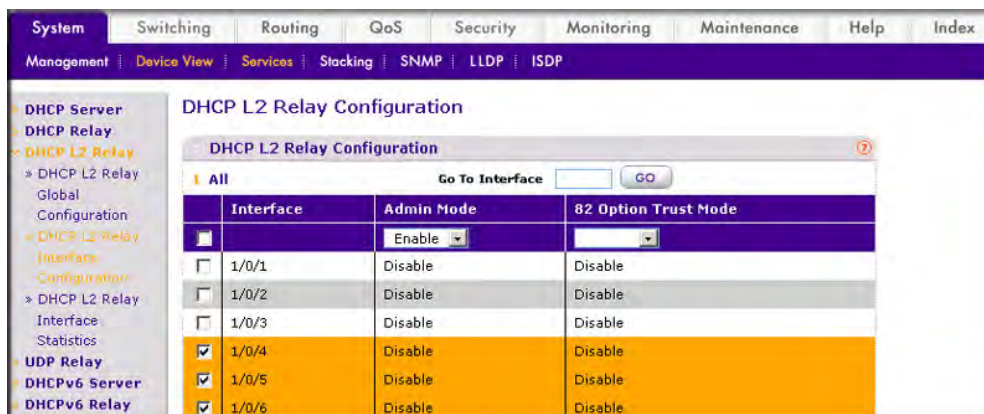 System Switching Routing QoS Security Monitoring Maintenance Help Index
Management Device View Services Stacking SNMP LLDP ISDP
DHCP Server
DHCP Relay
DHCP L2 Relay
» DHCP L2 Relay
Global
Configuration
» DHCP L2 Relay
Interface
Configuration
» DHCP L2 Relay
Interface
Statistics
UDP Relay
DHCPv6 Server
DHCPv6 Relay
DHCP L2 Relay Configuration
DHCP L2 Relay Configuration ?
1 All Go To Interface GO
Interface Admin Mode 82 Option Trust Mode
Enable
1/0/1 Disable Disable
1/0/2 Disable Disable
1/0/3 Disable Disable
1/0/4 Disable Disable
1/0/5 Disable Disable
1/0/6 Disable Disable